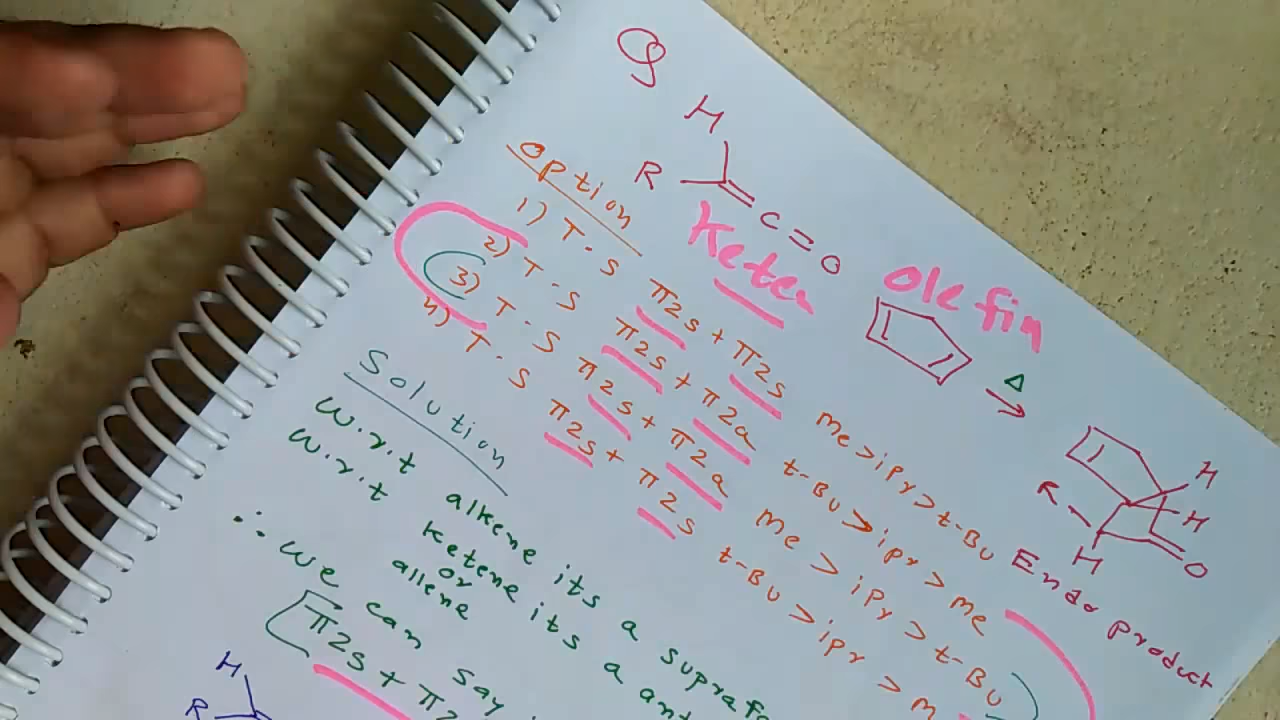 Q
H
R
C=O
Keten
Olefin
Δ
R
H
H
H
O
Endo product
option
1) T.S π2s + π2s Me > ipr > t-Bu
2) T.S π2s + π2a t-Bu > ipr > Me
3) T.S π2s + π2a Me > iPr > t-Bu
4) T.S π2s + π2s t-Bu > ipr > M
Solution
w.r.t alkene its a
w.r.t ketene its a ant
or
allene
∴ we can say
π2s + π2
H
R